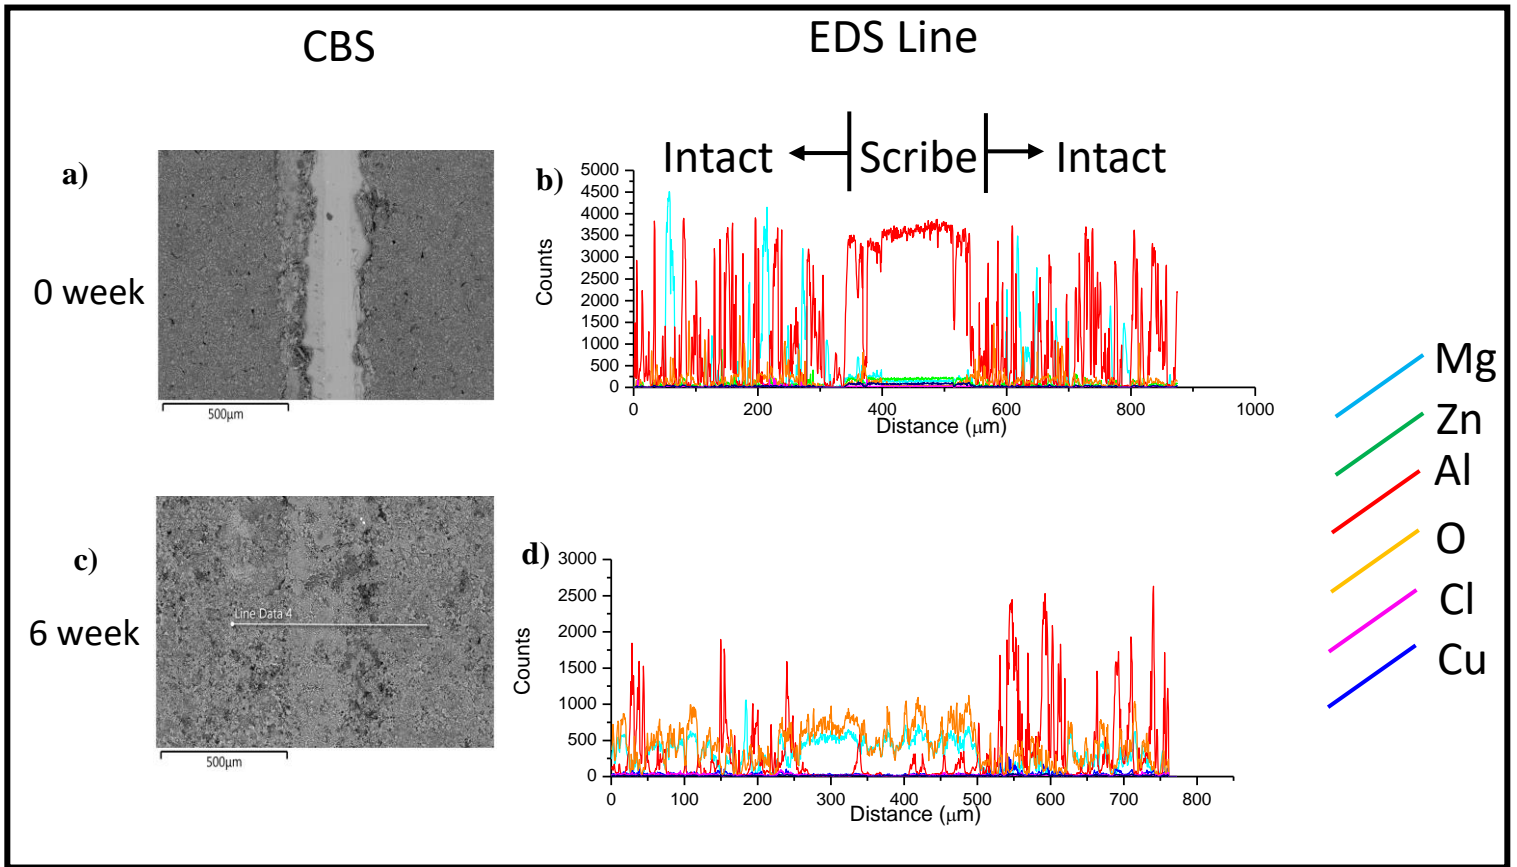 CBS
EDS Line
Intact
Scribe
Intact
a)
0 week
500μm
b)
5000
4500
4000
3500
3000
2500
2000
1500
1000
500
0
Counts
0
200
400
600
800
1000
Distance (μm)
Mg
Zn
Al
O
Cl
Cu
c)
6 week
Line Data 4
500μm
d)
3000
2500
2000
1500
1000
500
0
Counts
0
100
200
300
400
500
600
700
800
Distance (μm)